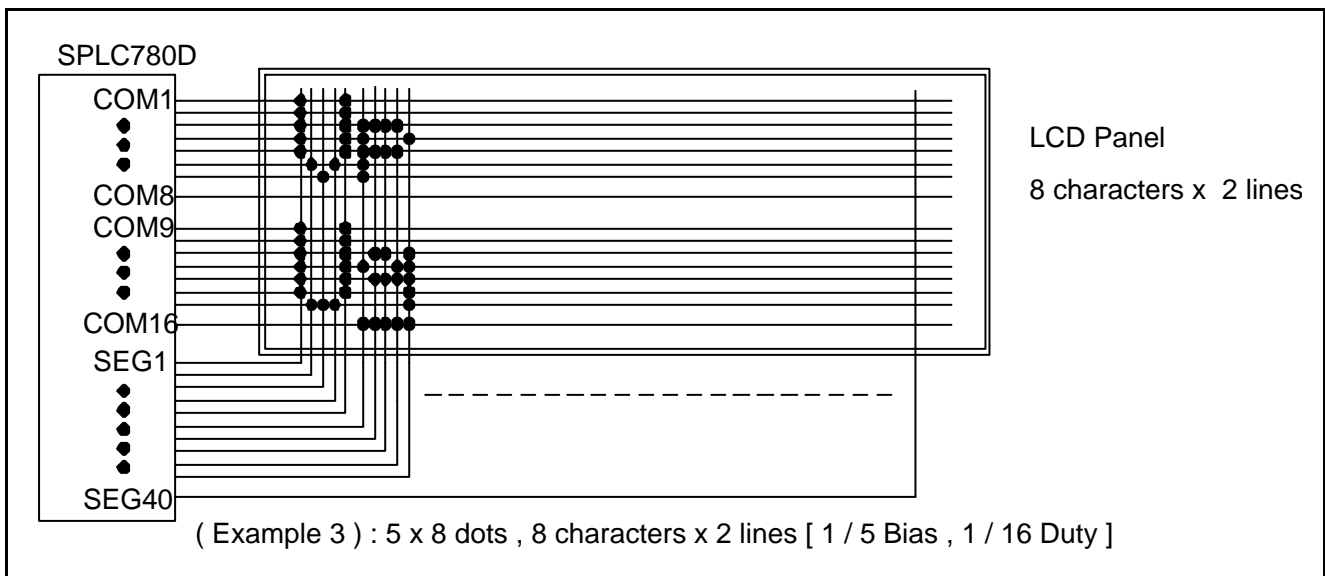 SPLC780D
COM1
COM8
COM9
COM16
SEG1
SEG40
LCD Panel
8 characters x 2 lines
( Example 3 ) : 5 x 8 dots , 8 characters x 2 lines [ 1 / 5 Bias , 1 / 16 Duty ]